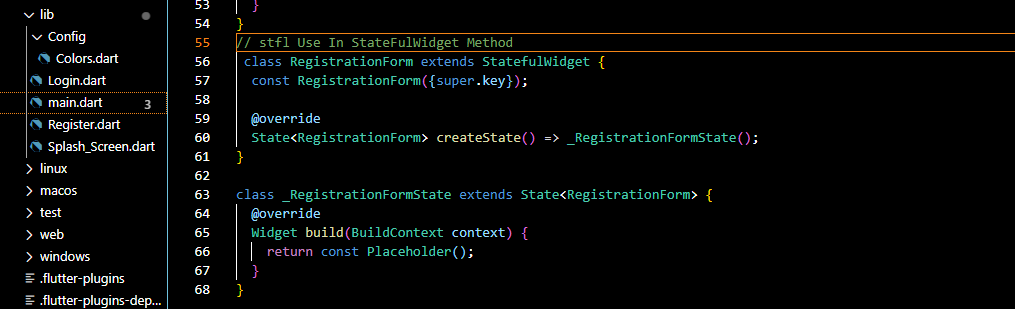 lib
Config
Colors.dart
Login.dart
main.dart 3
Register.dart
Splash_Screen.dart
linux
macos
test
web
windows
.flutter-plugins
.flutter-plugins-dep...
53 }
54 }
55 // stfl Use In StateFulWidget Method
56 class RegistrationForm extends StatefulWidget {
57 const RegistrationForm({super.key});
58
59 @override
60 State<RegistrationForm> createState() => _RegistrationFormState();
61 }
62
63 class _RegistrationFormState extends State<RegistrationForm> {
64 @override
65 Widget build(BuildContext context) {
66 return const Placeholder();
67 }
68 }